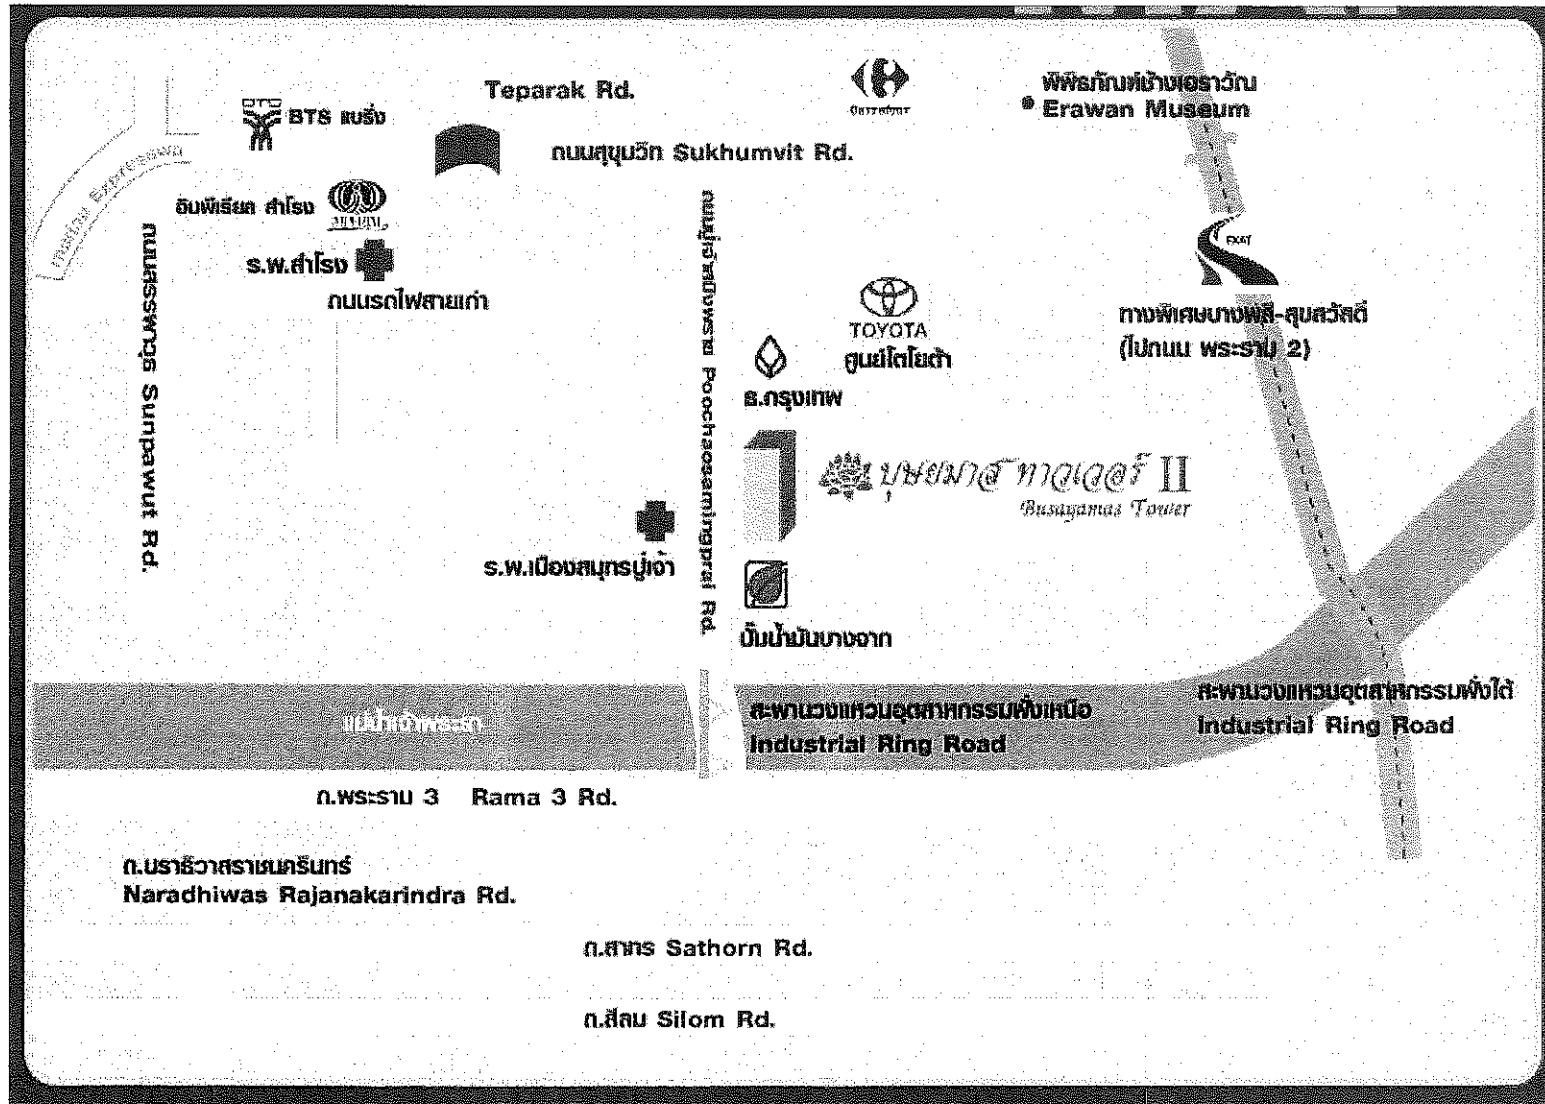 Teparak Rd.
BTS แบริ่ง
Carrefour
พิพิธภัณฑ์ช้างเอราวัณ
Erawan Museum
ถนนสุขุมวิท Sukhumvit Rd.
อิมพีเรียล สำโรง
ร.พ.สำโรง
ถนนรถไฟสายเก่า
ถนนสรรพาวุธ Sunpawut Rd.
ถนนปู่เจ้าสมิงพราย Poochaosamingprai Rd.
EXAT
ทางพิเศษบางพลี-สุขสวัสดิ์
(ไปถนน พระราม 2)
TOYOTA
ศูนย์โตโยต้า
ธ.กรุงเทพ
บุษยมาส ทาวเวอร์ II
Busayamas Tower
ร.พ.เมืองสมุทรปู่เจ้า
ปั๊มน้ำมันบางจาก
แม่น้ำเจ้าพระยา
สะพานวงแหวนอุตสาหกรรมฝั่งเหนือ
Industrial Ring Road
สะพานวงแหวนอุตสาหกรรมฝั่งใต้
Industrial Ring Road
ถ.พระราม 3 Rama 3 Rd.
ถ.นราธิวาสราชนครินทร์
Naradhiwas Rajanakarindra Rd.
ถ.สาทร Sathorn Rd.
ถ.สีลม Silom Rd.